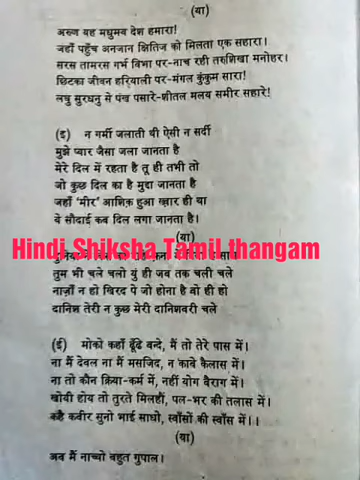 (या)
अरुण यह मधुमय देश हमारा!
जहाँ पहुँच अनजान क्षितिज को मिलता एक सहारा।
सरस तामरस गर्भ विभा पर-नाच रही तरुशिखा मनोहर।
छिटका जीवन हरियाली पर-मंगल कुंकुम सारा!
लघु सुरधनु से पंख पसारे-शीतल मलय समीर सहारे!
(इ) न गर्मी जलाती थी ऐसी न सर्दी
मुझे प्यार जैसा जला जानता है
मेरे दिल में रहता है तू ही तभी तो
जो कुछ दिल का है मुद्दा जानता है
जहाँ 'मीर' आशिक़ हुआ ख़्वार ही था
ये सौदाई कब दिल लगा जानता है।
(या)
Hindi Shiksha Tamil thangam
तुम भी चले चलो यूं ही जब तक चली चले
नाज़ाँ न हो खिरद पे जो होना है वो ही हो
दानिश तेरी न कुछ मेरी दानिशवरी चले
(ई) मोको कहाँ ढूँढे बन्दे, मैं तो तेरे पास में।
ना मैं देवल ना मैं मसजिद, न काबे कैलास में।
ना तो कौन क्रिया-कर्म में, नहीं योग वैराग में।
खोयी होय तो तुरते मिलहौं, पल-भर की तलास में।
कहै कबीर सुनो भाई साधो, स्वाँसों की स्वाँस में।।
(या)
अब मैं नाच्यो बहुत गुपाल।